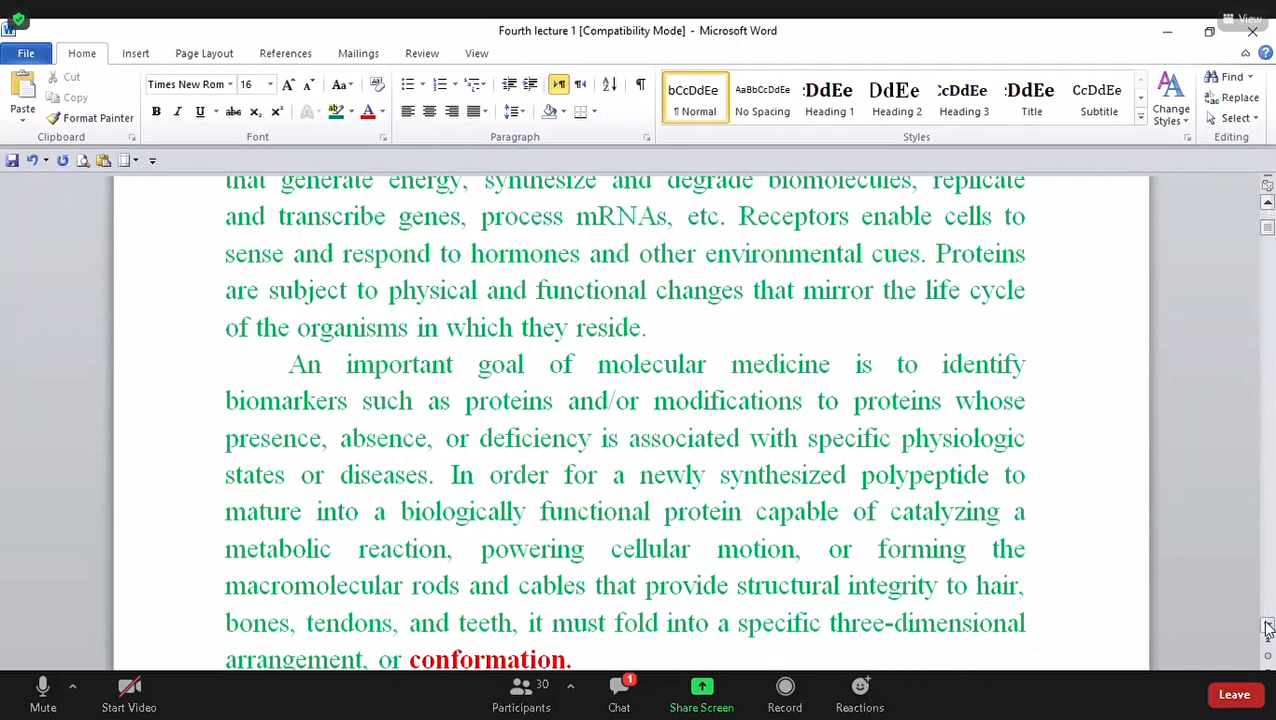 View
Fourth lecture 1 [Compatibility Mode] - Microsoft Word
File Home Insert Page Layout References Mailings Review View
Paste
Cut
Copy
Format Painter
Clipboard
Times New Rom 16
Font
Paragraph
bCcDdEe AaBbCcDdEe :DdEe DdEe :cDdEe :DdEe CcDdEe
¶ Normal No Spacing Heading 1 Heading 2 Heading 3 Title Subtitle
Change
Styles
Styles
Find
Replace
Select
Editing
that generate energy, synthesize and degrade biomolecules, replicate
and transcribe genes, process mRNAs, etc. Receptors enable cells to
sense and respond to hormones and other environmental cues. Proteins
are subject to physical and functional changes that mirror the life cycle
of the organisms in which they reside.
An important goal of molecular medicine is to identify
biomarkers such as proteins and/or modifications to proteins whose
presence, absence, or deficiency is associated with specific physiologic
states or diseases. In order for a newly synthesized polypeptide to
mature into a biologically functional protein capable of catalyzing a
metabolic reaction, powering cellular motion, or forming the
macromolecular rods and cables that provide structural integrity to hair,
bones, tendons, and teeth, it must fold into a specific three-dimensional
arrangement, or conformation.
Mute
Start Video
30
Participants
1
Chat
Share Screen
Record
Reactions
Leave